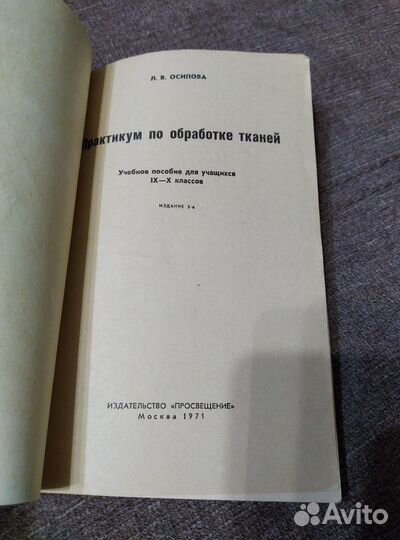 Л. В. ОСИПОВА
Практикум по обработке тканей
Учебное пособие для учащихся
IX—X классов
ИЗДАНИЕ 2-е
ИЗДАТЕЛЬСТВО «ПРОСВЕЩЕНИЕ»
Москва 1971
Avito